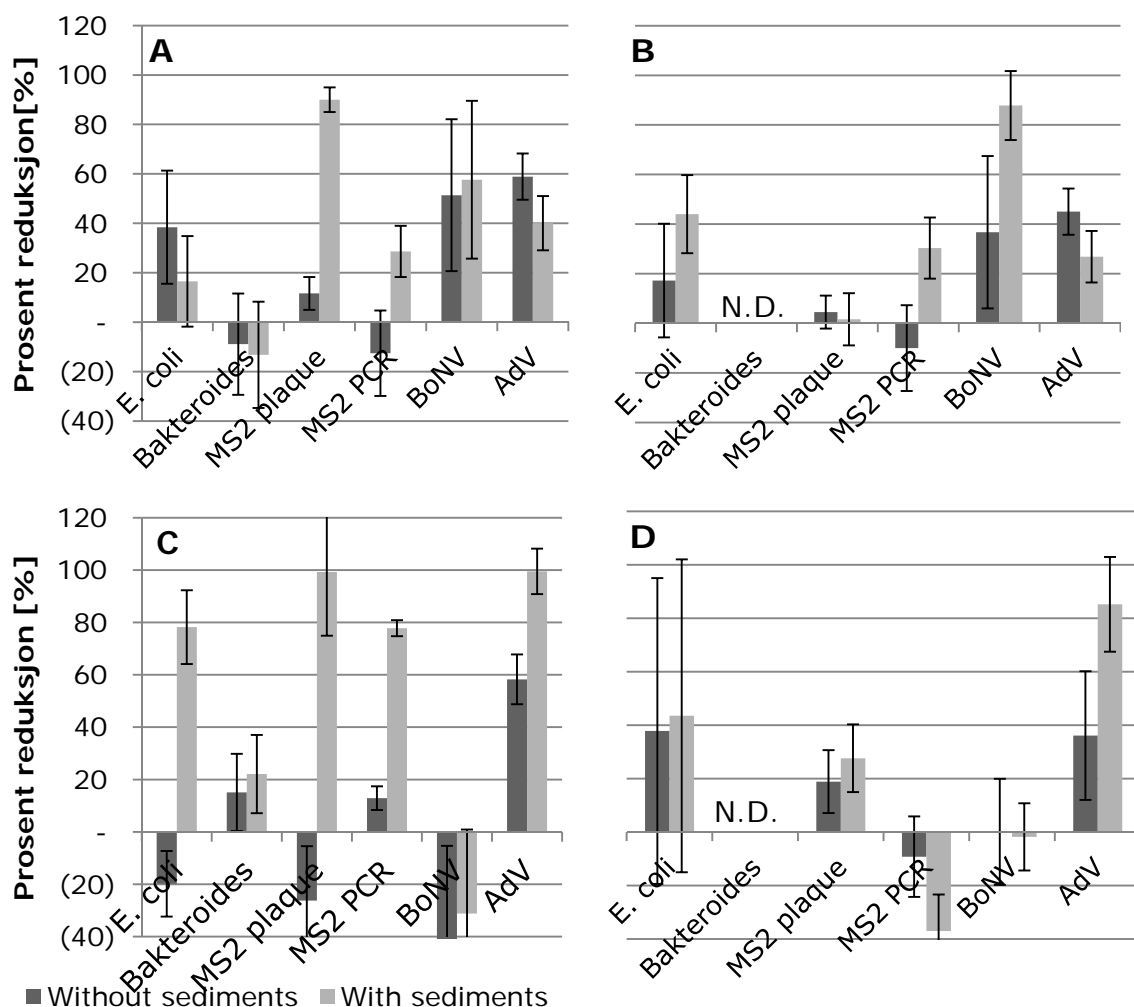 Prosent reduksjon[%]
120
100
80
60
40
20
-
(20)
(40)
A
E. coli
Bakteroides
MS2 plaque
MS2 PCR
BoNV
AdV
B
N.D.
E. coli
Bakteroides
MS2 plaque
MS2 PCR
BoNV
AdV
Prosent reduksjon [%]
120
100
80
60
40
20
-
(20)
(40)
C
E. coli
Bakteroides
MS2 plaque
MS2 PCR
BoNV
AdV
D
N.D.
E. coli
Bakteroides
MS2 plaque
MS2 PCR
BoNV
AdV
Without sediments
With sediments